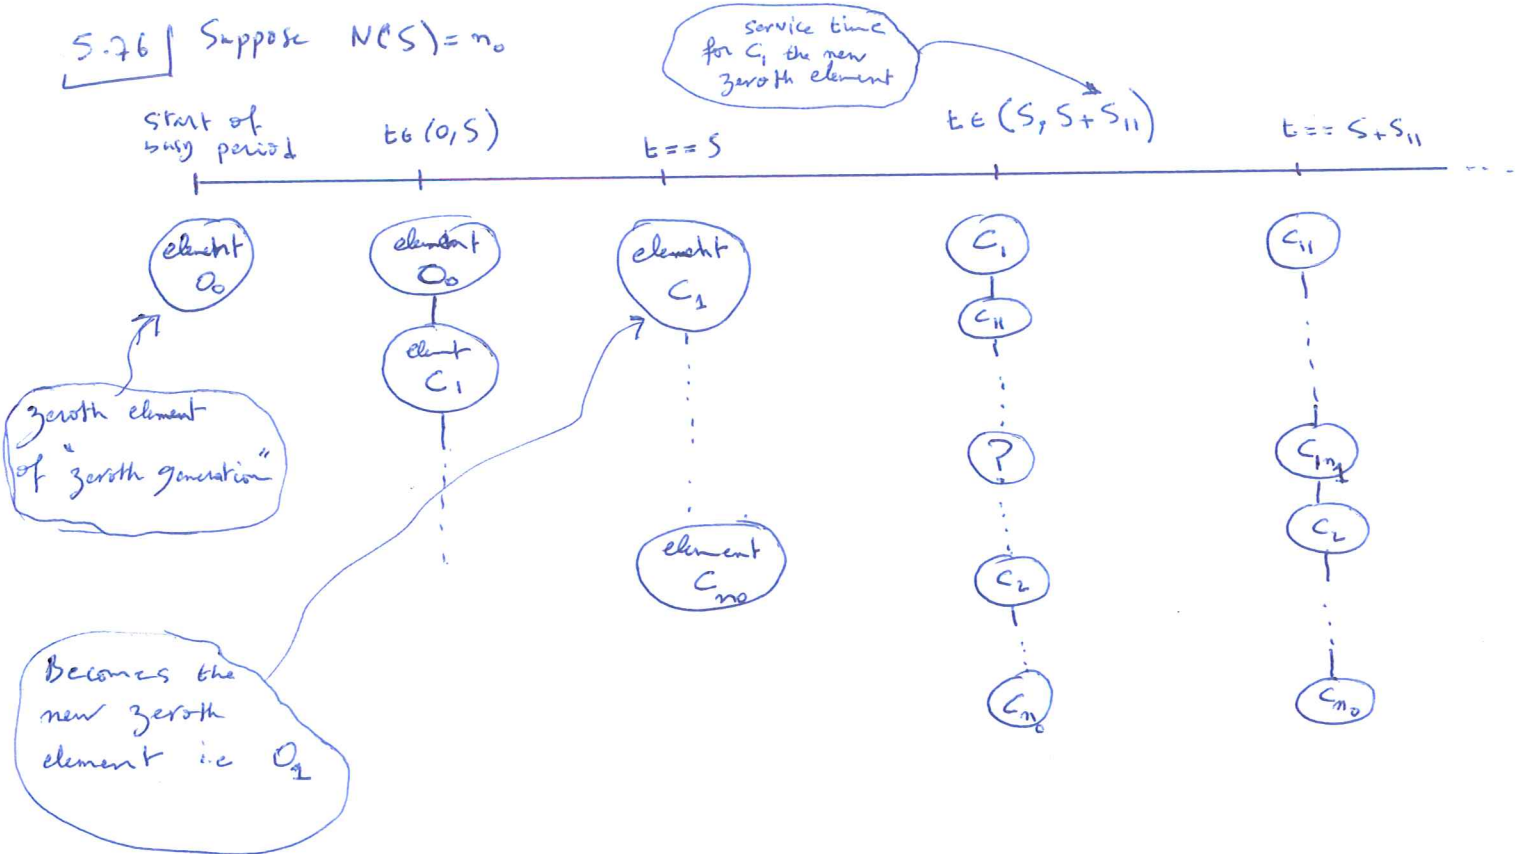 5.76 Suppose N(S) = n₀
service time
for C₁ the new
zeroth element
start of
busy period
t∈(0,S)
t==S
t∈(S, S+S₁₁)
t==S+S₁₁
element
O₀
element
O₀
element
C₁
C₁
C₁₁
elemnt
C₁
C₁₁
zeroth element
of "zeroth generation"
?
C₁ₙ₁
C₂
element
Cₙ₀
C₂
Becomes the
new zeroth
element i.e O₁
Cₙ₀
Cₙ₀